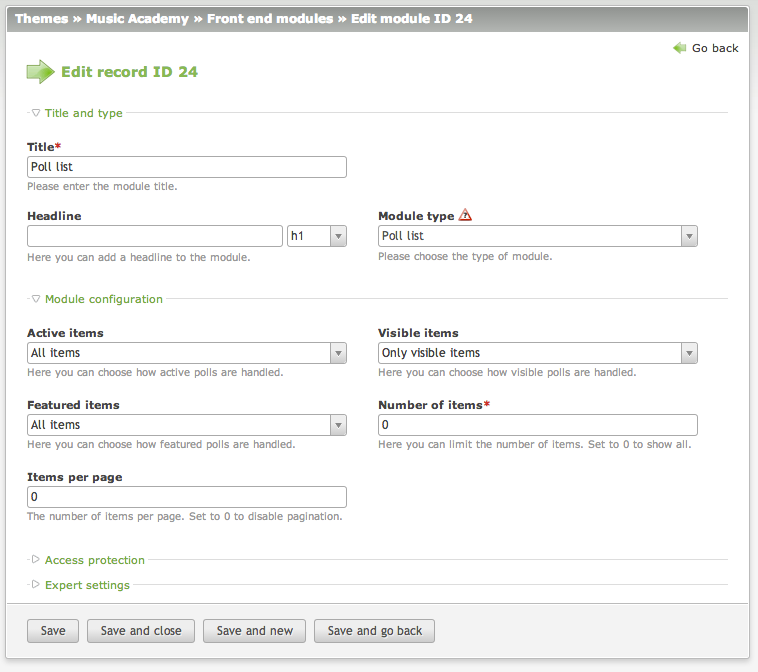 Themes » Music Academy » Front end modules » Edit module ID 24
Go back
Edit record ID 24
Title and type
Title*
Poll list
Please enter the module title.
Headline
h1
Here you can add a headline to the module.
Module type
Poll list
Please choose the type of module.
Module configuration
Active items
All items
Here you can choose how active polls are handled.
Visible items
Only visible items
Here you can choose how visible polls are handled.
Featured items
All items
Here you can choose how featured polls are handled.
Number of items*
0
Here you can limit the number of items. Set to 0 to show all.
Items per page
0
The number of items per page. Set to 0 to disable pagination.
Access protection
Expert settings
Save
Save and close
Save and new
Save and go back